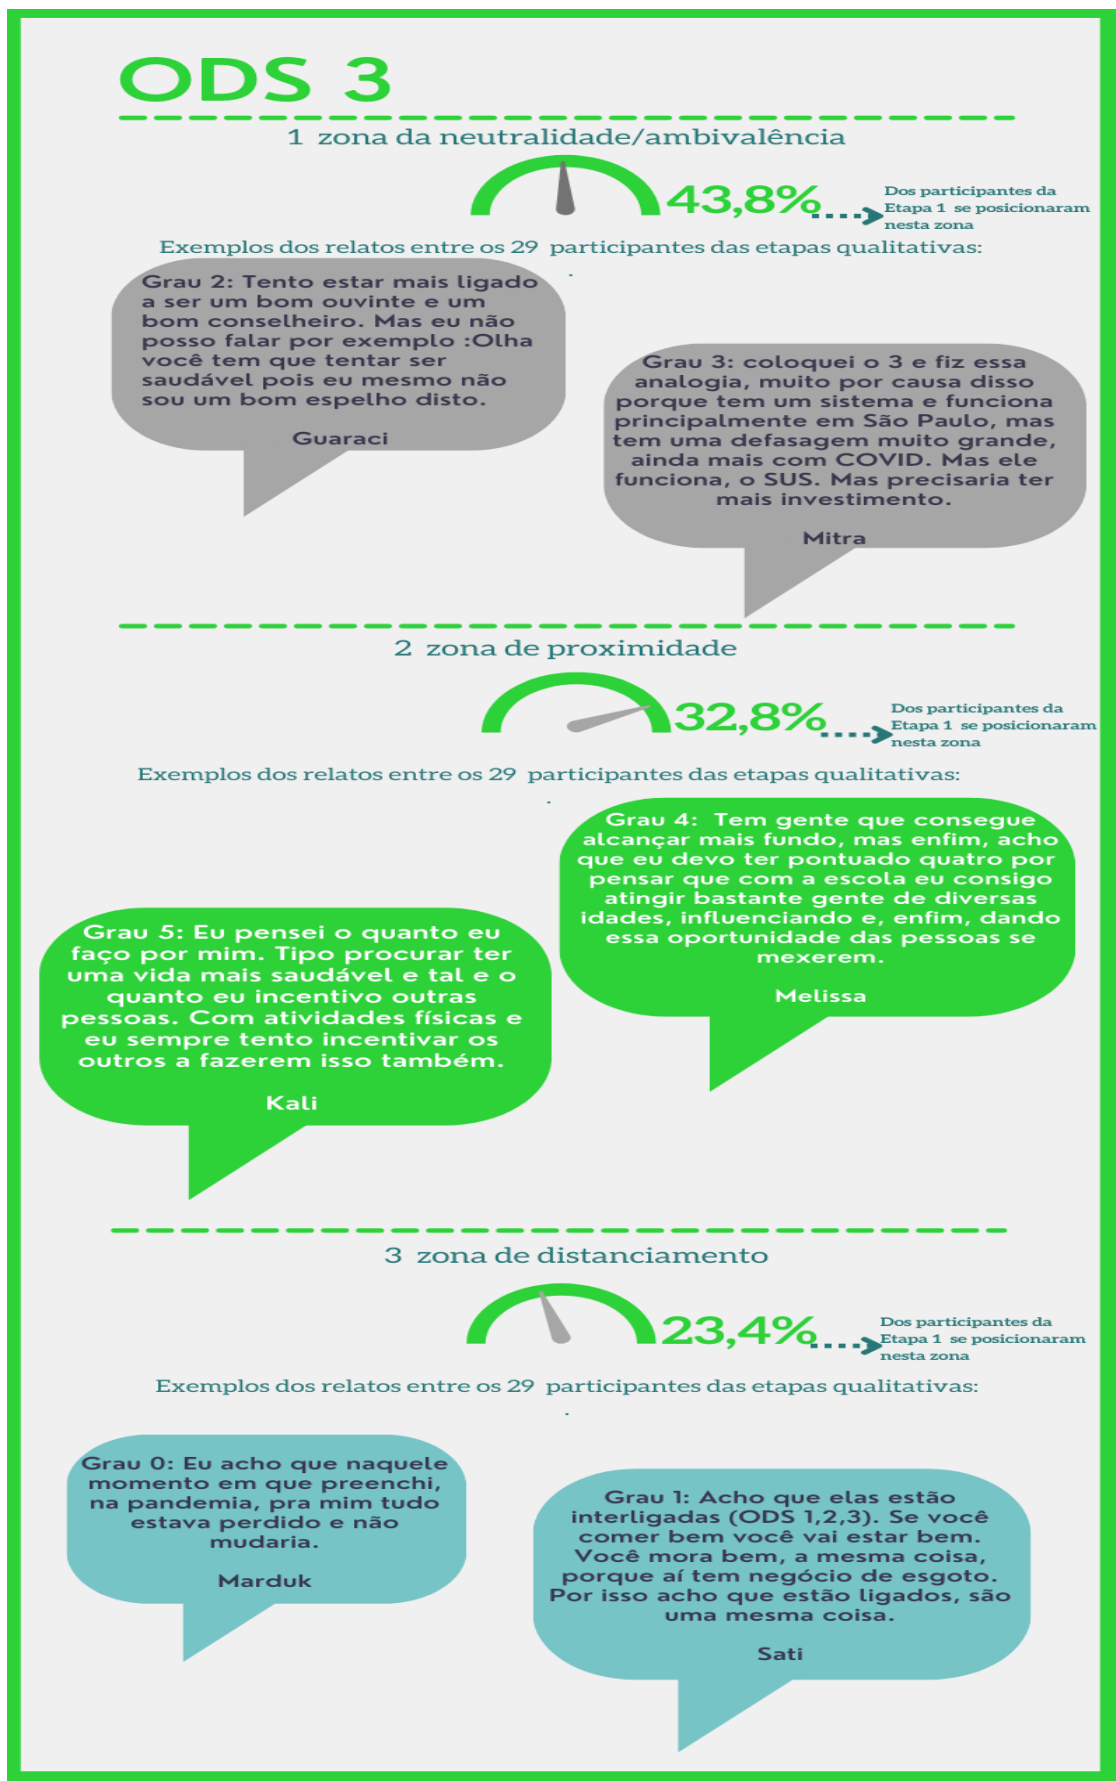 ODS 3
1 zona da neutralidade/ambivalência
43,8%
Dos participantes da
Etapa 1 se posicionaram
nesta zona
Exemplos dos relatos entre os 29 participantes das etapas qualitativas:
.
Grau 2: Tento estar mais ligado
a ser um bom ouvinte e um
bom conselheiro. Mas eu não
posso falar por exemplo :Olha
você tem que tentar ser
saudável pois eu mesmo não
sou um bom espelho disto.
Guaraci
Grau 3: coloquei o 3 e fiz essa
analogia, muito por causa disso
porque tem um sistema e funciona
principalmente em São Paulo, mas
tem uma defasagem muito grande,
ainda mais com COVID. Mas ele
funciona, o SUS. Mas precisaria ter
mais investimento.
Mitra
2 zona de proximidade
32,8%
Dos participantes da
Etapa 1 se posicionaram
nesta zona
Exemplos dos relatos entre os 29 participantes das etapas qualitativas:
.
Grau 4: Tem gente que consegue
alcançar mais fundo, mas enfim, acho
que eu devo ter pontuado quatro por
pensar que com a escola eu consigo
atingir bastante gente de diversas
idades, influenciando e, enfim, dando
essa oportunidade das pessoas se
mexerem.
Melissa
Grau 5: Eu pensei o quanto eu
faço por mim. Tipo procurar ter
uma vida mais saudável e tal e o
quanto eu incentivo outras
pessoas. Com atividades físicas e
eu sempre tento incentivar os
outros a fazerem isso também.
Kali
3 zona de distanciamento
23,4%
Dos participantes da
Etapa 1 se posicionaram
nesta zona
Exemplos dos relatos entre os 29 participantes das etapas qualitativas:
.
Grau 0: Eu acho que naquele
momento em que preenchi,
na pandemia, pra mim tudo
estava perdido e não
mudaria.
Marduk
Grau 1: Acho que elas estão
interligadas (ODS 1,2,3). Se você
comer bem você vai estar bem.
Você mora bem, a mesma coisa,
porque aí tem negócio de esgoto.
Por isso acho que estão ligados, são
uma mesma coisa.
Sati